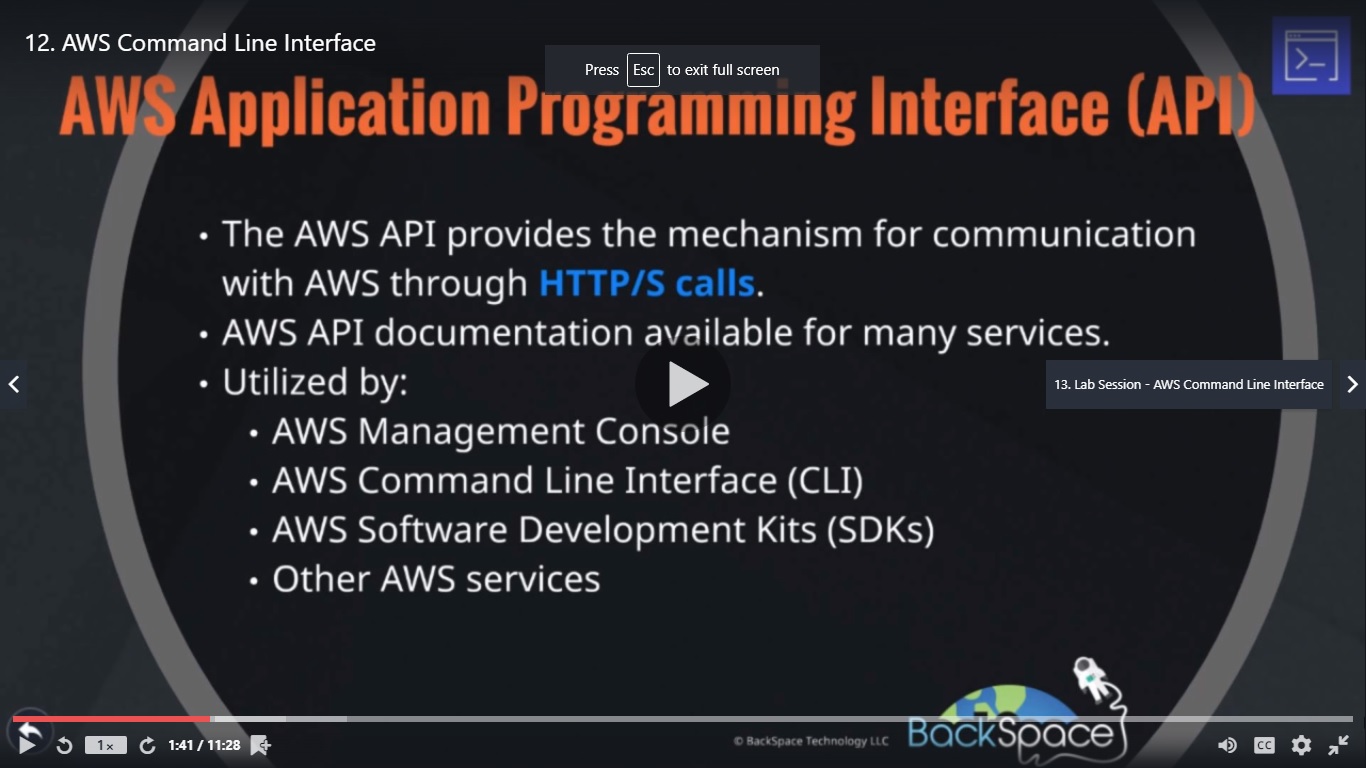 12. AWS Command Line Interface
Press Esc to exit full screen
AWS Application Programming Interface (API)
• The AWS API provides the mechanism for communication
with AWS through HTTP/S calls.
• AWS API documentation available for many services.
• Utilized by:
13. Lab Session - AWS Command Line Interface
• AWS Management Console
• AWS Command Line Interface (CLI)
• AWS Software Development Kits (SDKs)
• Other AWS services
1x
1:41 / 11:28
© BackSpace Technology LLC
BackSpace
CC